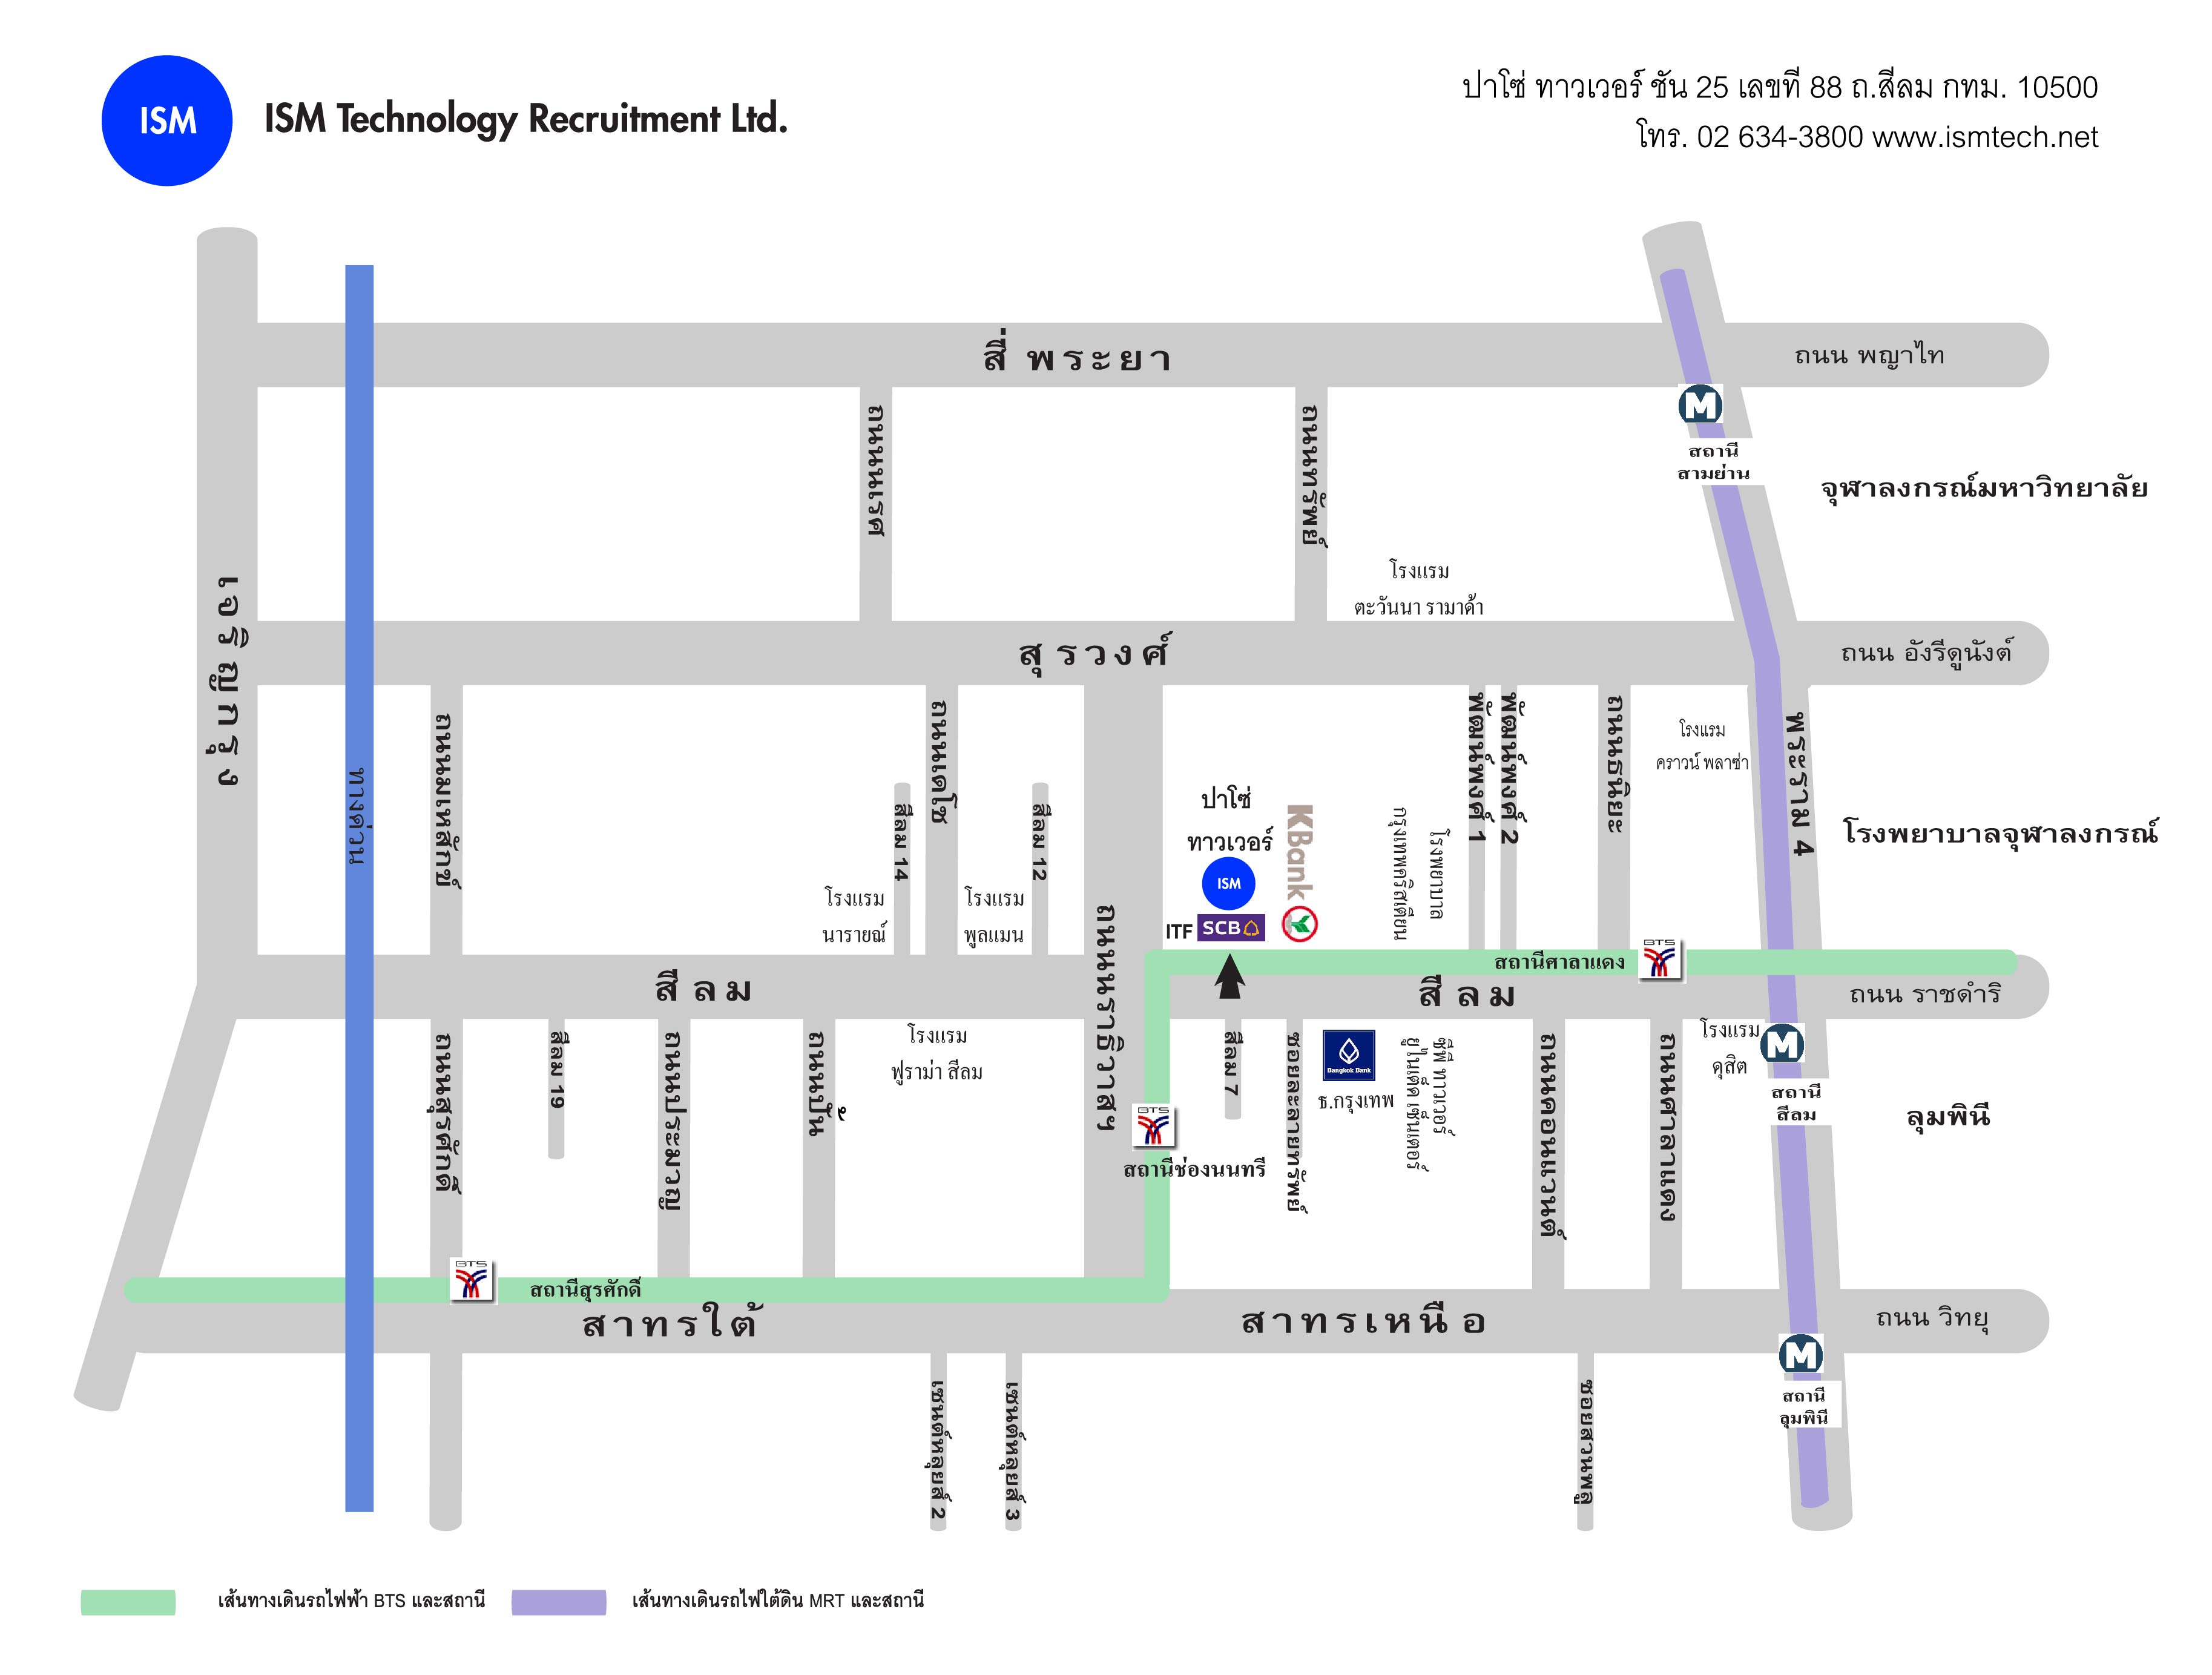 ISM
ISM Technology Recruitment Ltd.
ปาโซ่ ทาวเวอร์ ชั้น 25 เลขที่ 88 ถ.สีลม กทม. 10500
โทร. 02 634-3800 www.ismtech.net
สี่ พระยา
ถนน พญาไท
ถนนนเรศ
ถนนทรัพย์
สถานี
สามย่าน
จุฬาลงกรณ์มหาวิทยาลัย
เจริญกรุง
โรงแรม
ตะวันนา รามาด้า
สุรวงศ์
ถนน อังรีดูนังต์
ทางด่วน
ถนนมเหสักข์
ถนนเดโช
สีลม 14
สีลม 12
โรงแรม
นารายณ์
โรงแรม
พูลแมน
ปาโซ่
ทาวเวอร์
ISM
ITF
SCB
KBank
โรงพยาบาล
กรุงเทพคริสเตียน
พัฒน์พงศ์ 1
พัฒน์พงศ์ 2
ถนนธนิยะ
โรงแรม
คราวน์ พลาซ่า
พระราม 4
โรงพยาบาลจุฬาลงกรณ์
สถานีศาลาแดง
BTS
สีลม
สีลม
ถนน ราชดำริ
ถนนนราธิวาสฯ
ถนนสุรศักดิ์
สีลม 19
ถนนประมวญ
ถนนปั้น
โรงแรม
ฟูราม่า สีลม
BTS
สถานีช่องนนทรี
สีลม 7
ซอยละลายทรัพย์
Bangkok Bank
ธ.กรุงเทพ
ซีพี ทาวเวอร์
ยูไนเต็ด เซ็นเตอร์
ถนนคอนแวนต์
ถนนศาลาแดง
โรงแรม
ดุสิต
สถานี
สีลม
ลุมพินี
BTS
สถานีสุรศักดิ์
สาทรใต้
สาทรเหนือ
ถนน วิทยุ
เซนต์หลุยส์ 2
เซนต์หลุยส์ 3
ซอยสวนพลู
สถานี
ลุมพินี
เส้นทางเดินรถไฟฟ้า BTS และสถานี
เส้นทางเดินรถไฟใต้ดิน MRT และสถานี